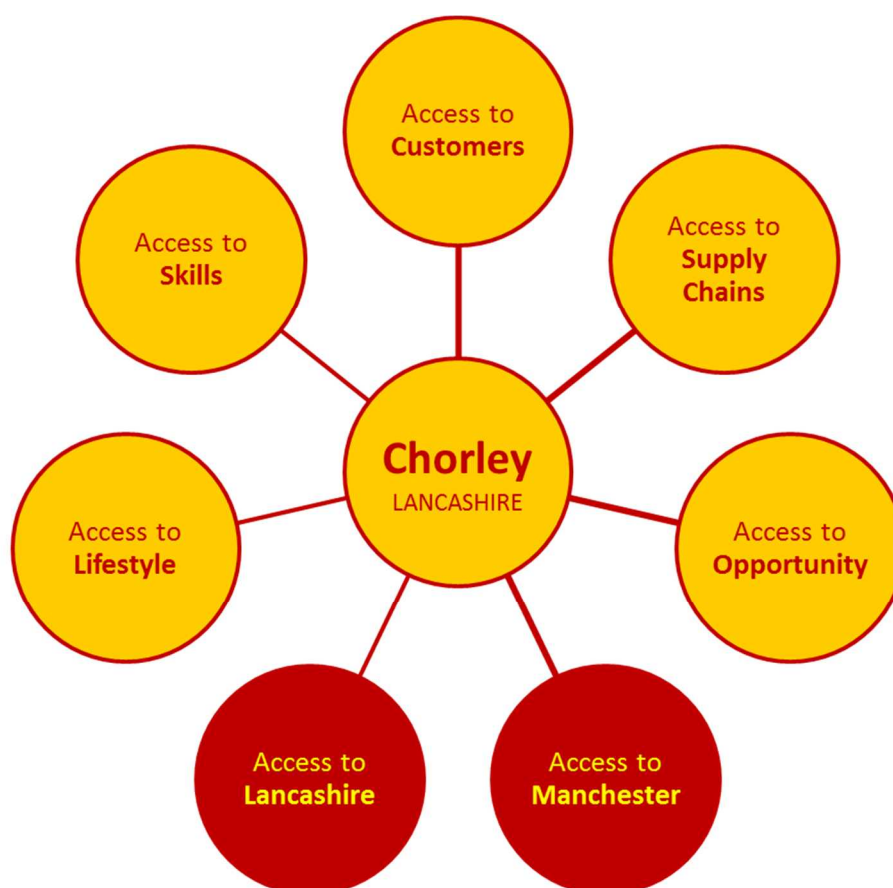 Access to
Customers
Access to
Skills
Access to
Supply
Chains
Chorley
LANCASHIRE
Access to
Lifestyle
Access to
Opportunity
Access to
Lancashire
Access to
Manchester